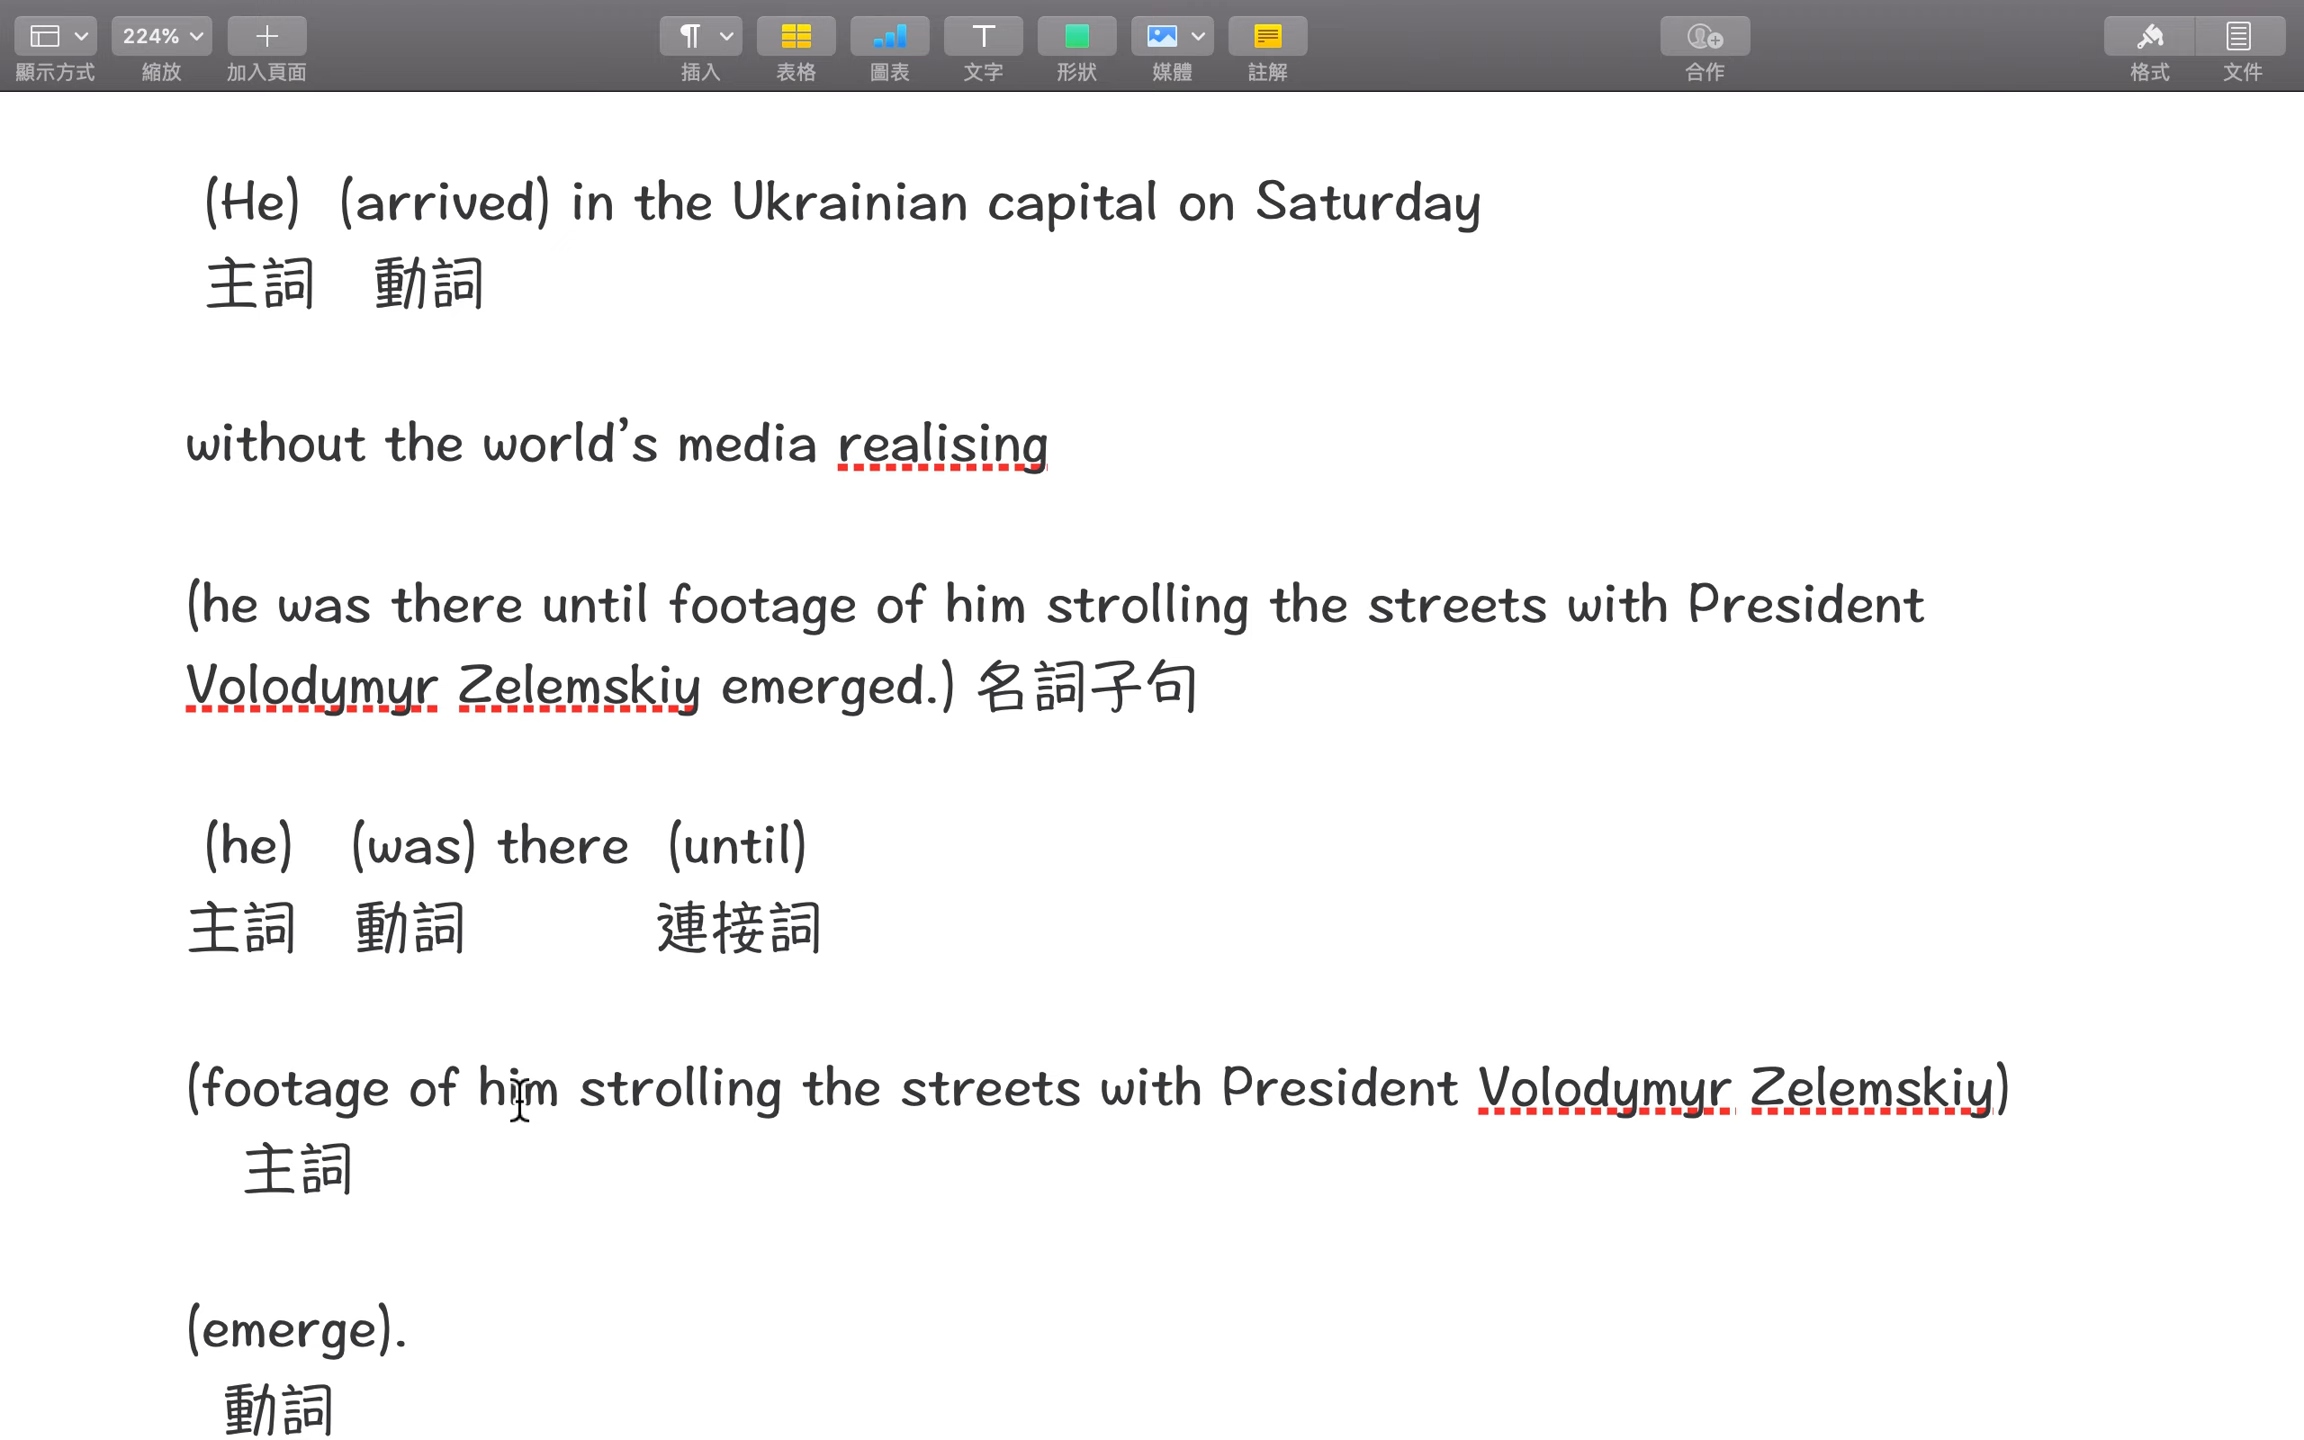 224%
顯示方式 縮放 加入頁面 插入 表格 圖表 文字 形狀 媒體 註解 合作 格式 文件
(He) (arrived) in the Ukrainian capital on Saturday
主詞 動詞
without the world’s media realising
(he was there until footage of him strolling the streets with President
Volodymyr Zelemskiy emerged.) 名詞子句
(he) (was) there (until)
主詞 動詞 連接詞
(footage of him strolling the streets with President Volodymyr Zelemskiy)
主詞
(emerge).
動詞